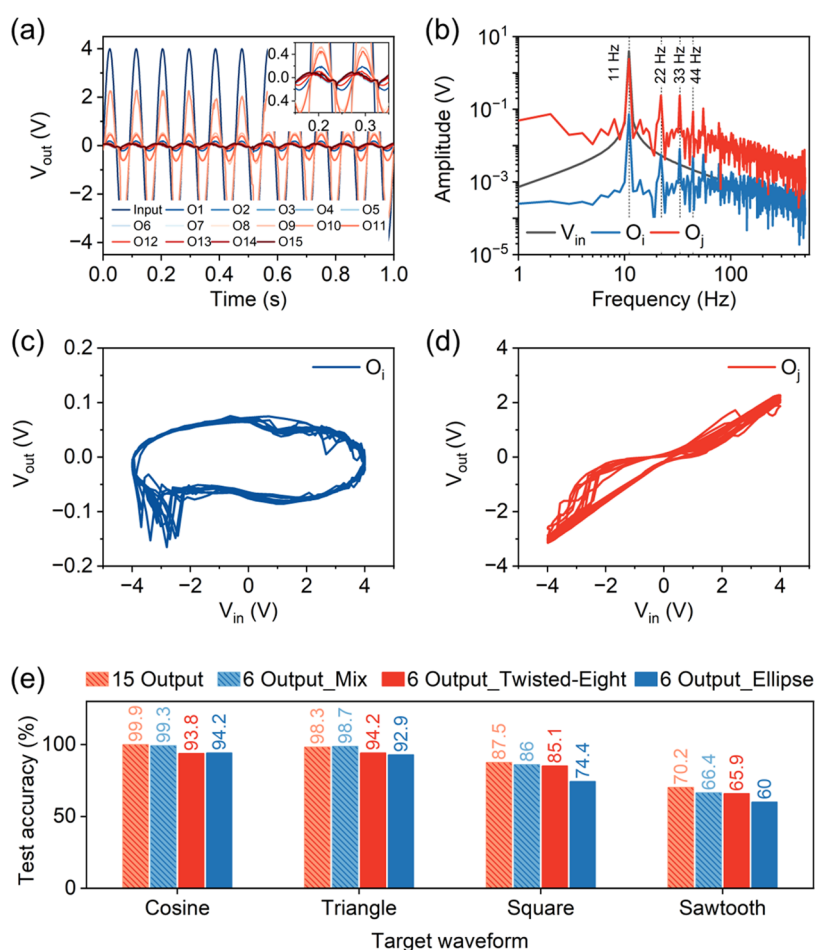 (a)
V_out (V)
4
2
0
−2
−4
0.4
0.0
0.4
0.2 0.3
Input O1 O2 O3 O4 O5
O6 O7 O8 O9 O10 O11
O12 O13 O14 O15
0.0 0.2 0.4 0.6 0.8 1.0
Time (s)
(b)
Amplitude (V)
10^1
10^-1
10^-3
10^-5
11 Hz
22 Hz
33 Hz
44 Hz
V_in O_i O_j
1 10 100
Frequency (Hz)
(c)
V_out (V)
0.2
0.1
0.0
−0.1
−0.2
O_i
−4 −2 0 2 4
V_in (V)
(d)
V_out (V)
4
2
0
−2
−4
O_j
−4 −2 0 2 4
V_in (V)
(e)
15 Output 6 Output_Mix 6 Output_Twisted-Eight 6 Output_Ellipse
Test accuracy (%)
100
50
0
99.9 99.3 93.8 94.2
98.3 98.7 94.2 92.9
87.5 86 85.1 74.4
70.2 66.4 65.9 60
Cosine Triangle Square Sawtooth
Target waveform